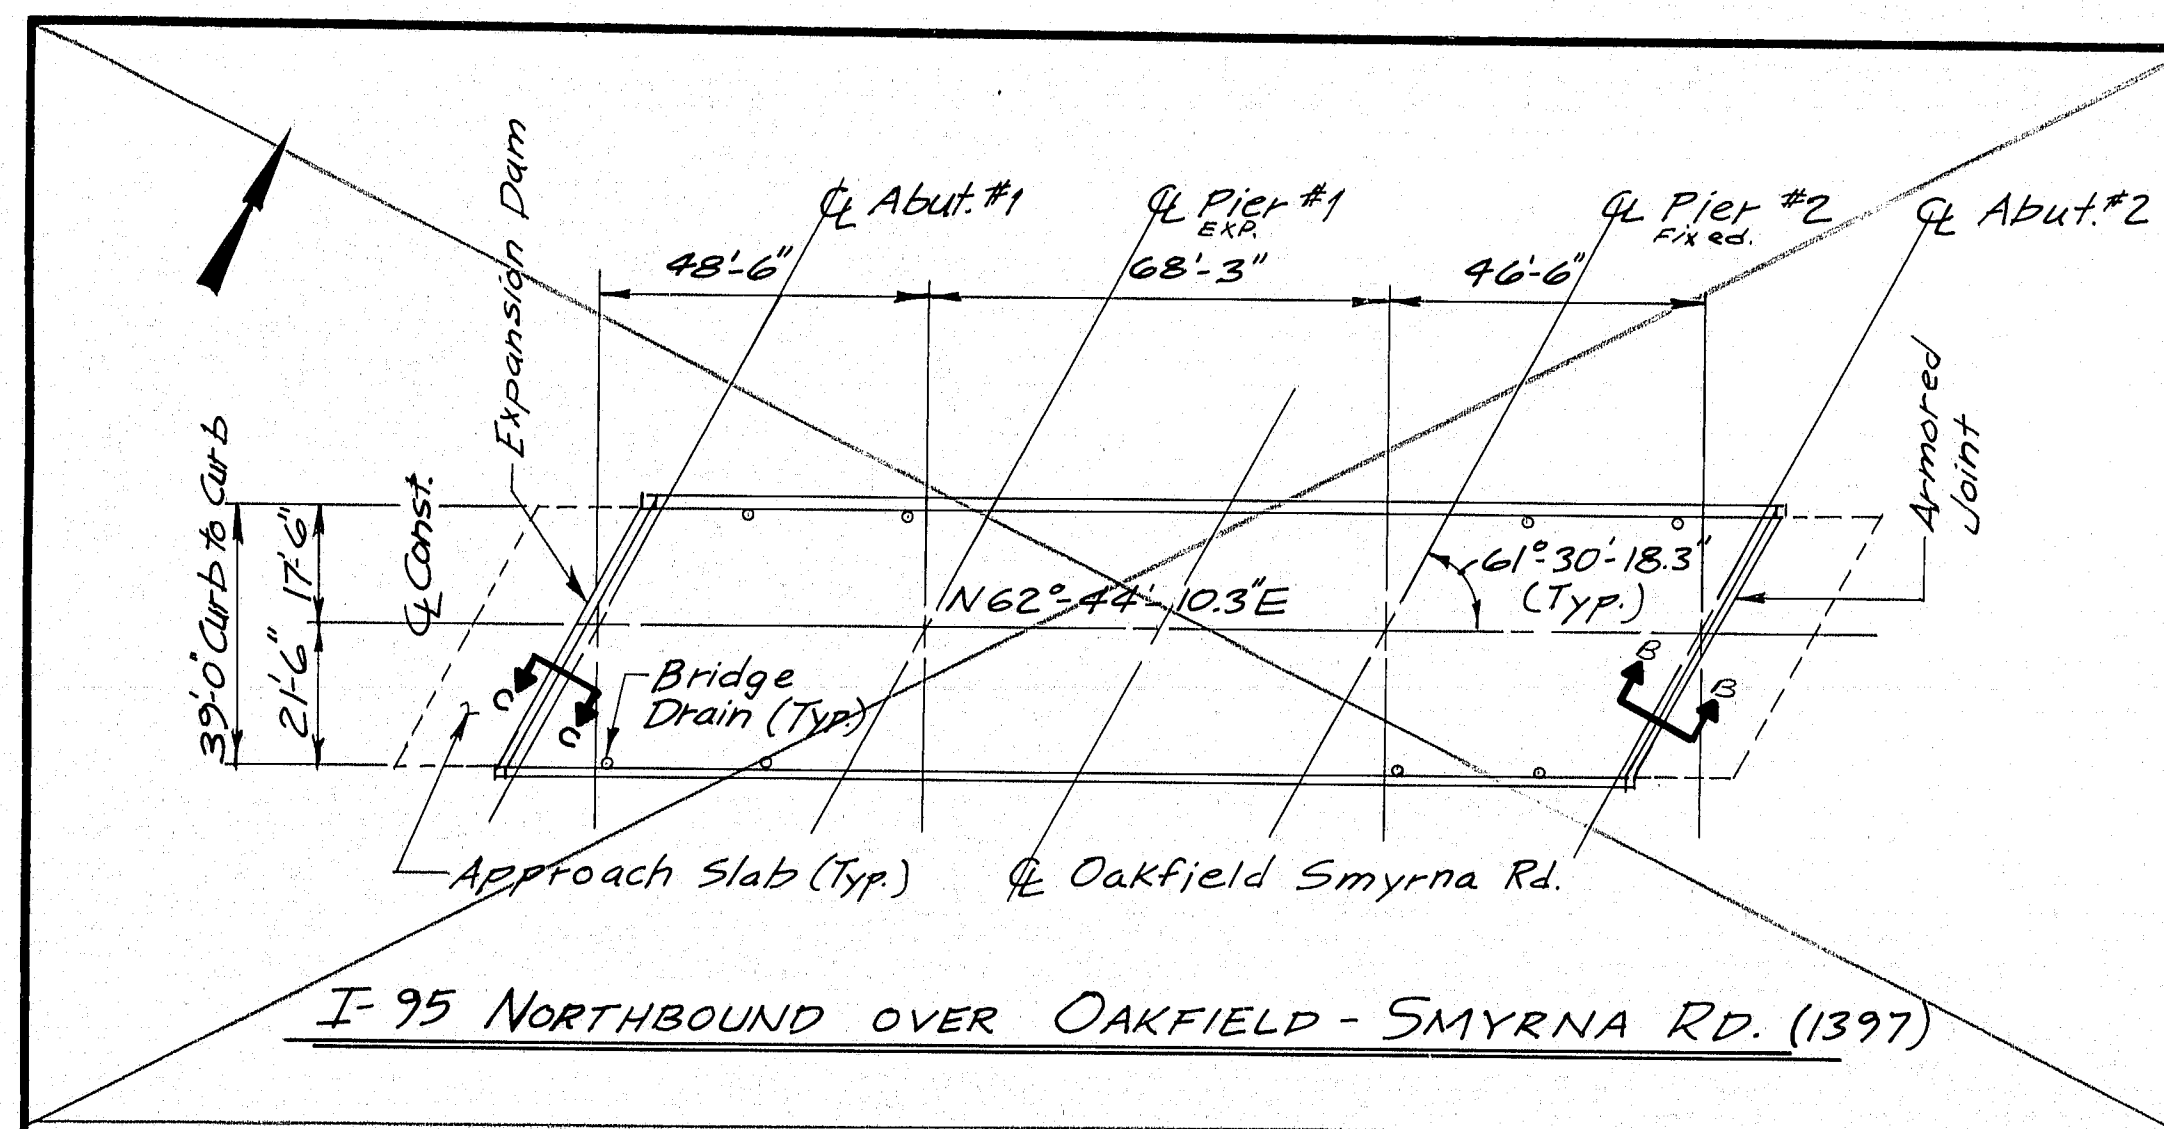 Expansion Dam
℄ Abut. #1
℄ Pier #1
EXP.
℄ Pier #2
Fixed.
℄ Abut. #2
48'-6"
68'-3"
46'-6"
Armored
Joint
39'-0" Curb to Curb
17'-6"
21'-6"
℄ Const.
N62°-44'-10.3"E
61°-30'-18.3"
(Typ.)
Bridge
Drain (Typ.)
B
B
Approach Slab (Typ.)
℄ Oakfield Smyrna Rd.
I-95 NORTHBOUND OVER OAKFIELD - SMYRNA RD. (1397)